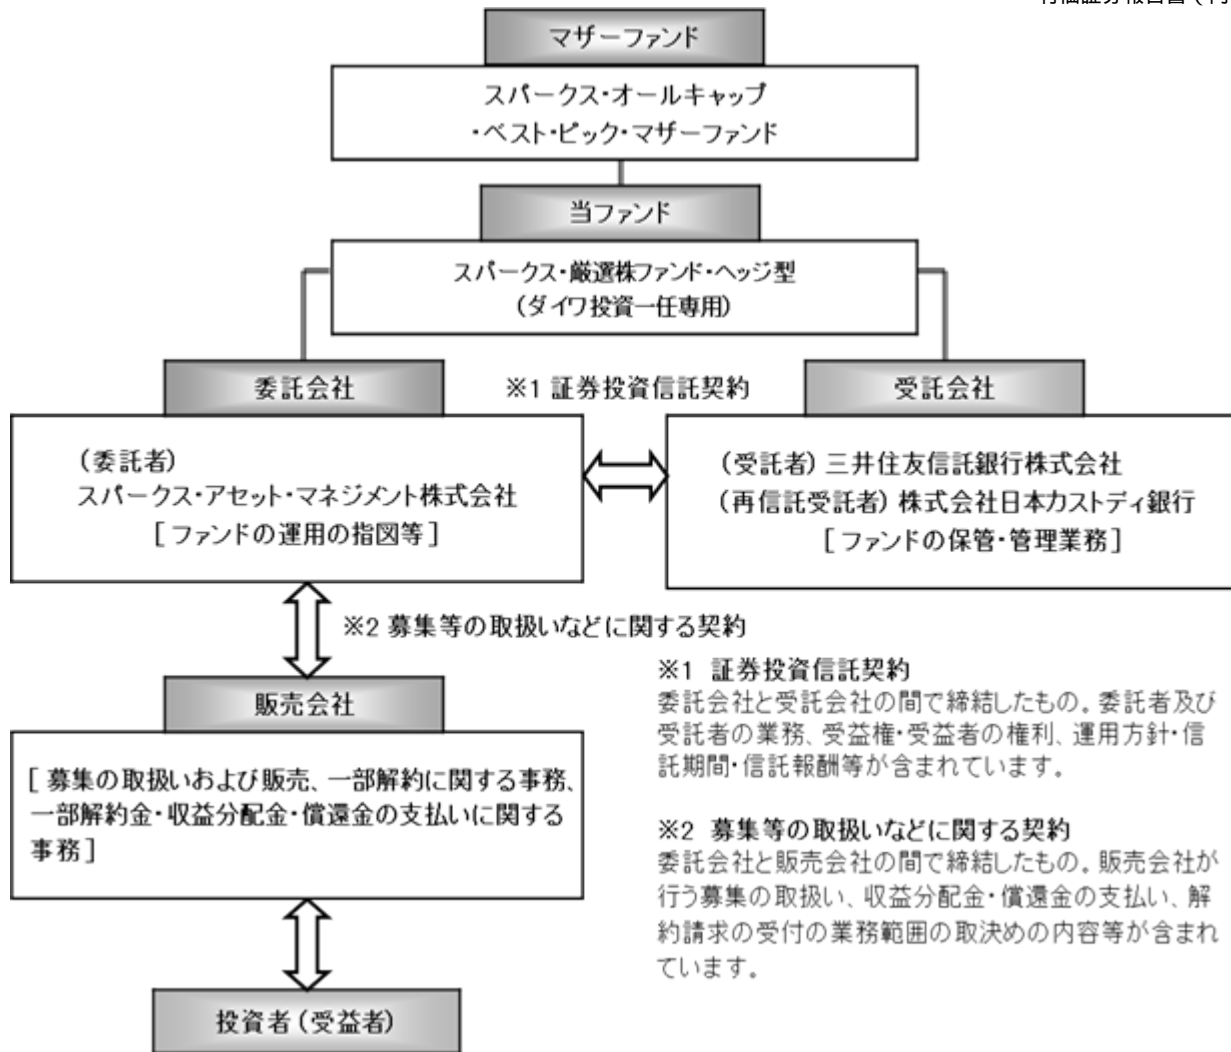 マザーファンド
スパークス・オールキャップ
・ベスト・ピック・マザーファンド
当ファンド
スパークス・厳選株ファンド・ヘッジ型
(ダイワ投資一任専用)
委託会社
※1 証券投資信託契約
受託会社
(委託者)
スパークス・アセット・マネジメント株式会社
[ファンドの運用の指図等]
(受託者) 三井住友信託銀行株式会社
(再信託受託者) 株式会社日本カストディ銀行
[ファンドの保管・管理業務]
※2 募集等の取扱いなどに関する契約
販売会社
[募集の取扱いおよび販売、一部解約に関する事務、
一部解約金・収益分配金・償還金の支払いに関する
事務]
投資者(受益者)
※1 証券投資信託契約
委託会社と受託会社の間で締結したもの。委託者及び
受託者の業務、受益権・受益者の権利、運用方針・信
託期間・信託報酬等が含まれています。
※2 募集等の取扱いなどに関する契約
委託会社と販売会社の間で締結したもの。販売会社が
行う募集の取扱い、収益分配金・償還金の支払い、解
約請求の受付の業務範囲の取決めの内容等が含まれ
ています。